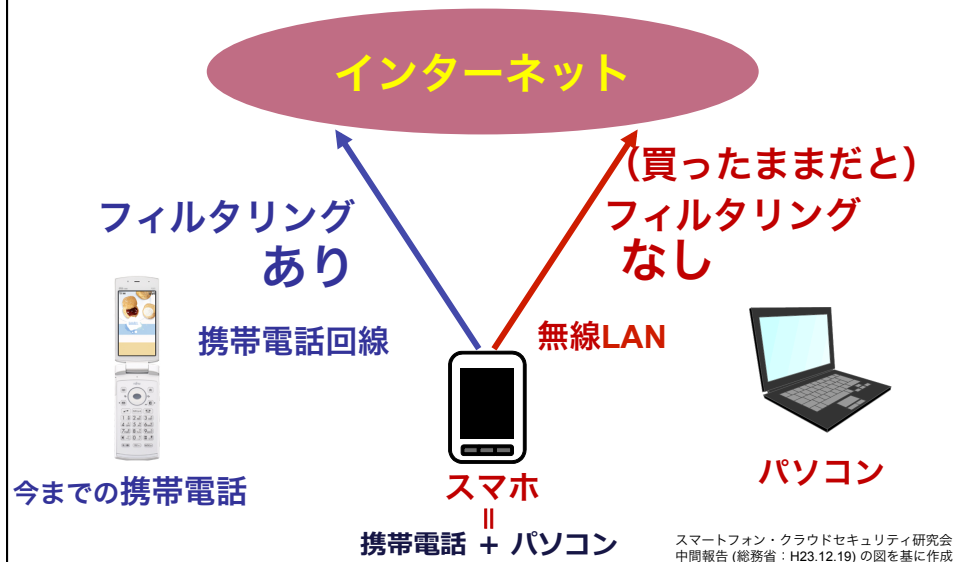 インターネット
(買ったままだと)
フィルタリング
あり
フィルタリング
なし
携帯電話回線
無線LAN
今までの携帯電話
スマホ
=
携帯電話 + パソコン
パソコン
スマートフォン・クラウドセキュリティ研究会
中間報告 (総務省：H23.12.19) の図を基に作成